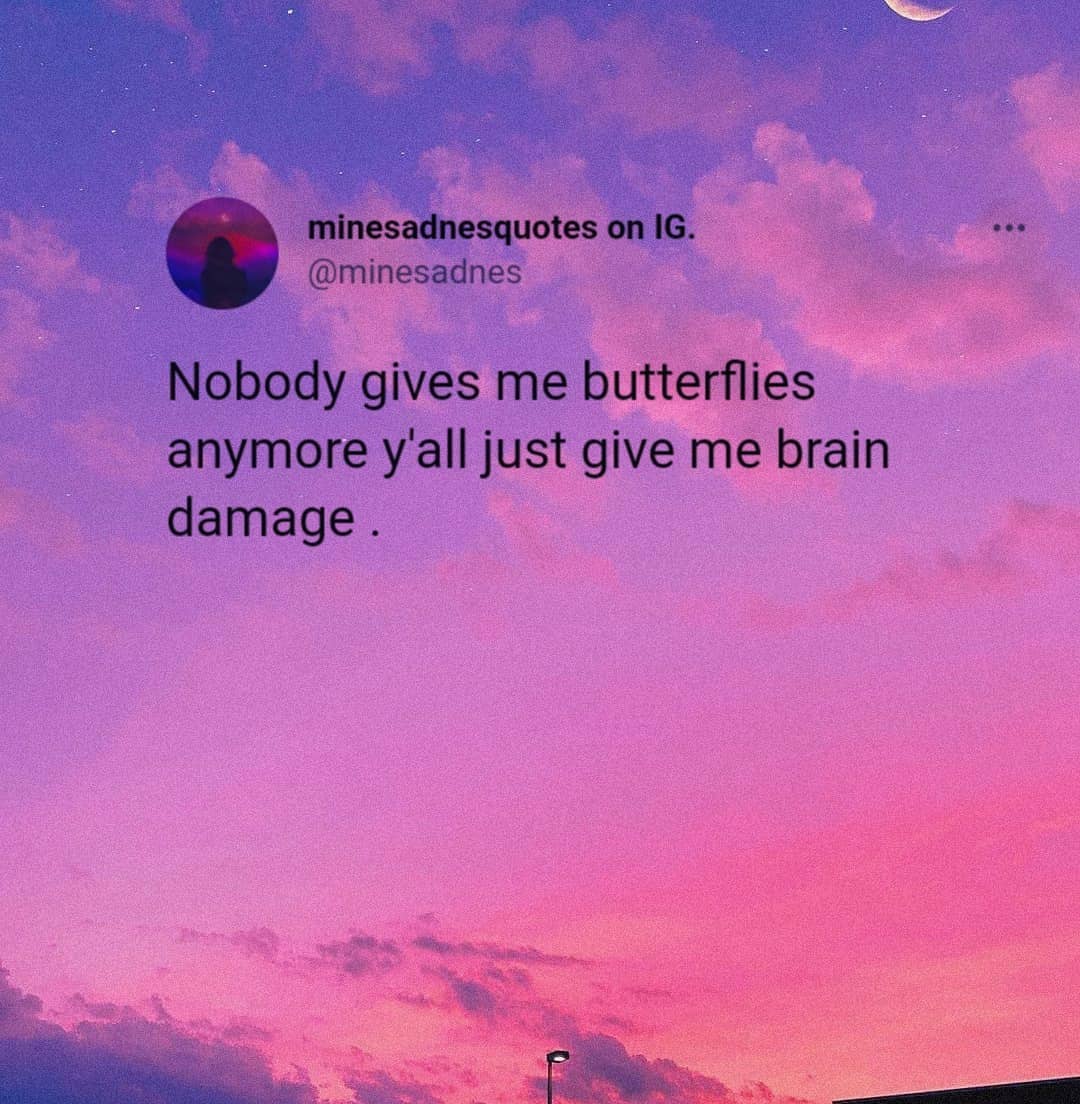 minesadnesquotes on IG.
@minesadnes
Nobody gives me butterflies
anymore y'all just give me brain
damage .